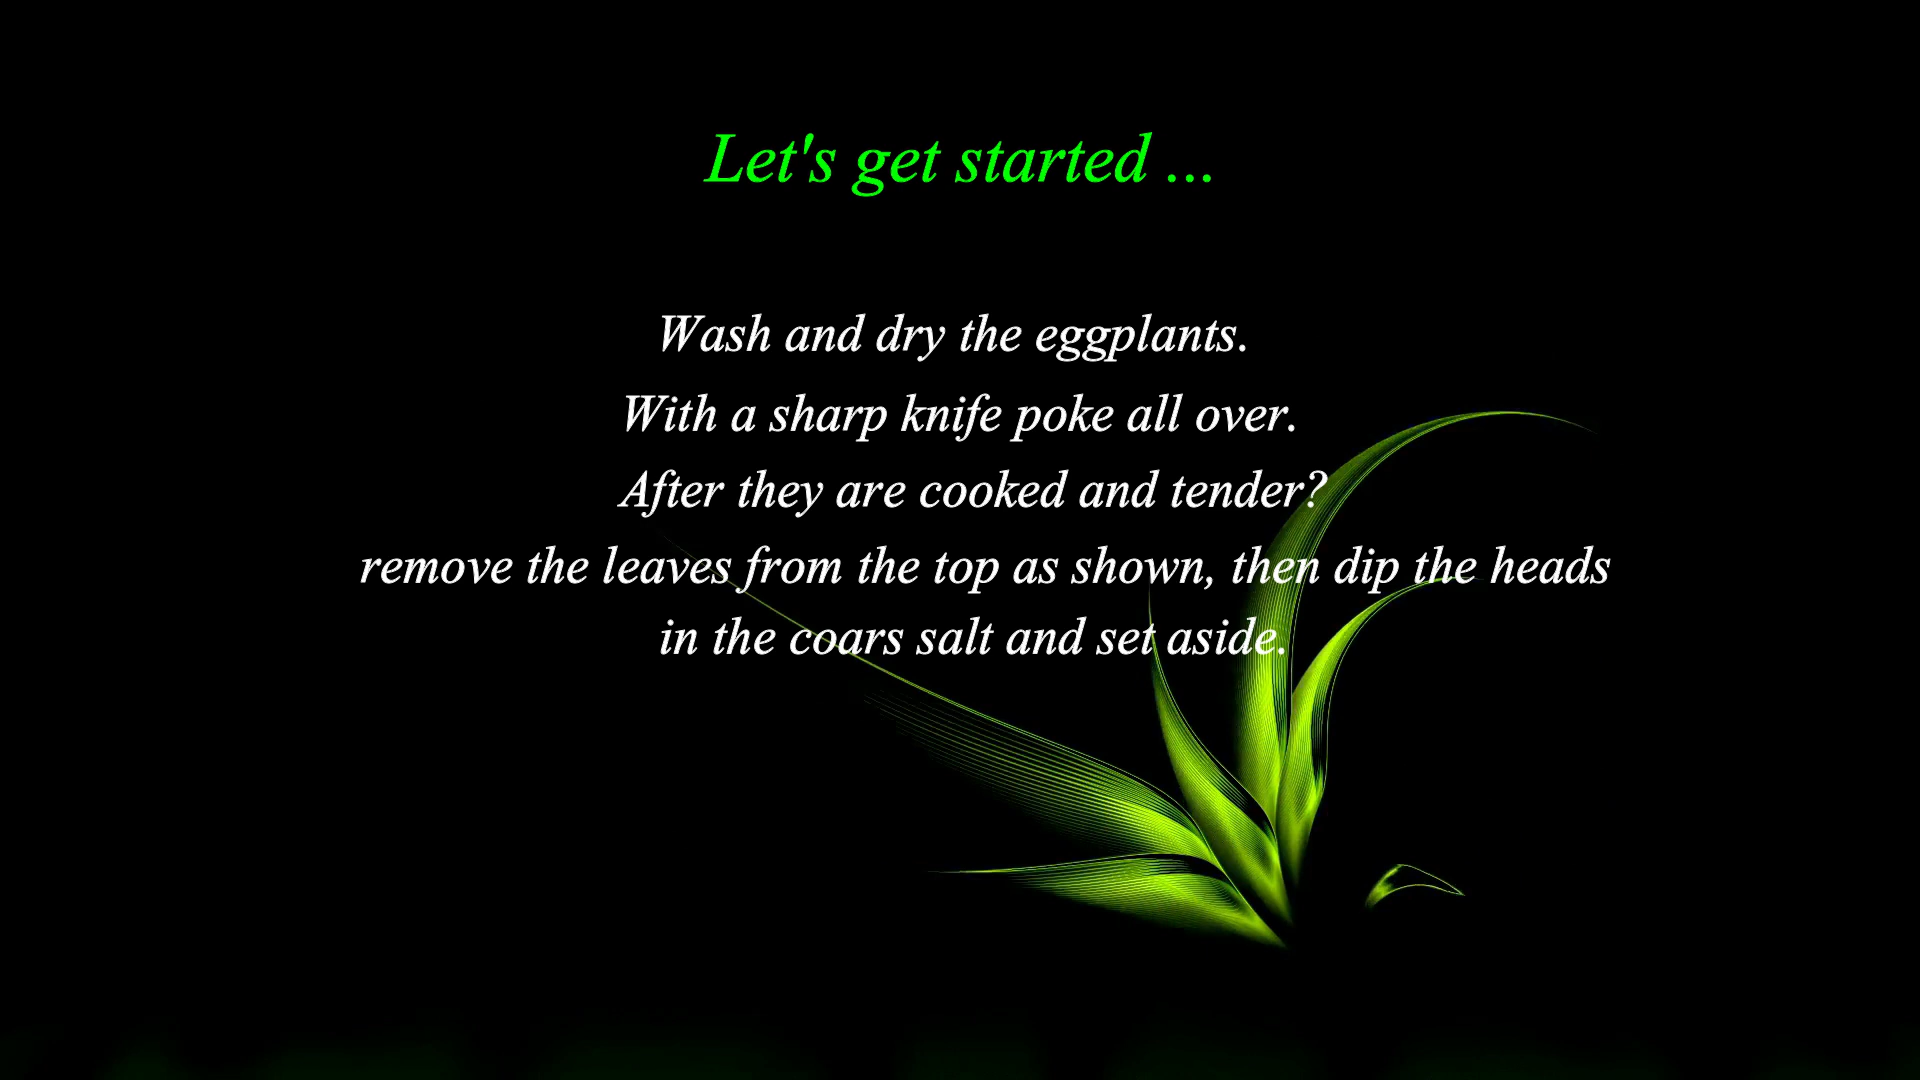 Let's get started ...
Wash and dry the eggplants.
With a sharp knife poke all over.
After they are cooked and tender?
remove the leaves from the top as shown, then dip the heads
in the coars salt and set aside.